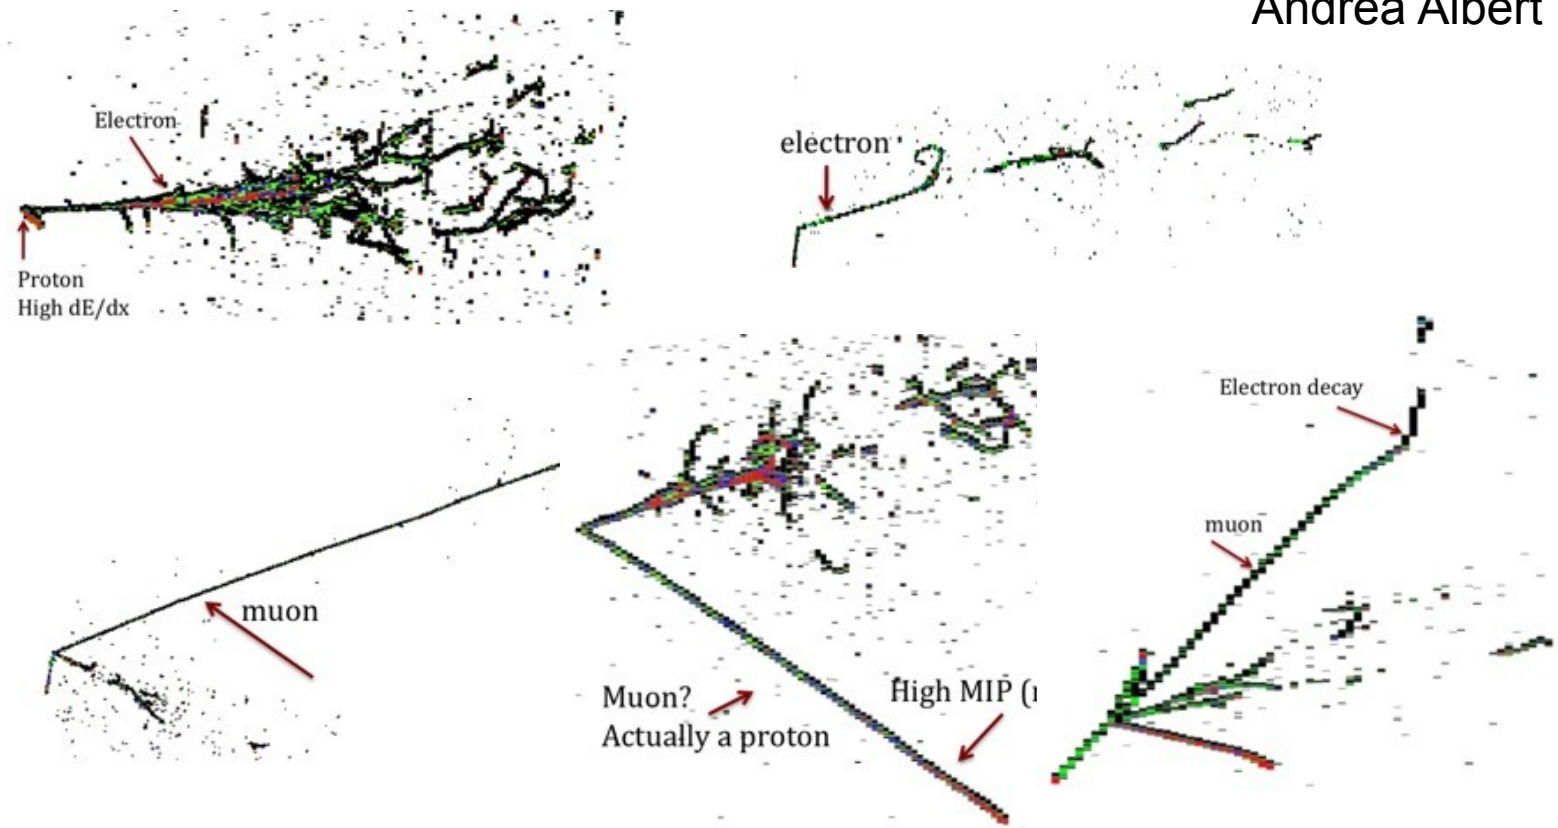 Andrea Albert
Electron
Proton
High dE/dx
electron
Electron decay
muon
muon
Muon?
Actually a proton
High MIP (